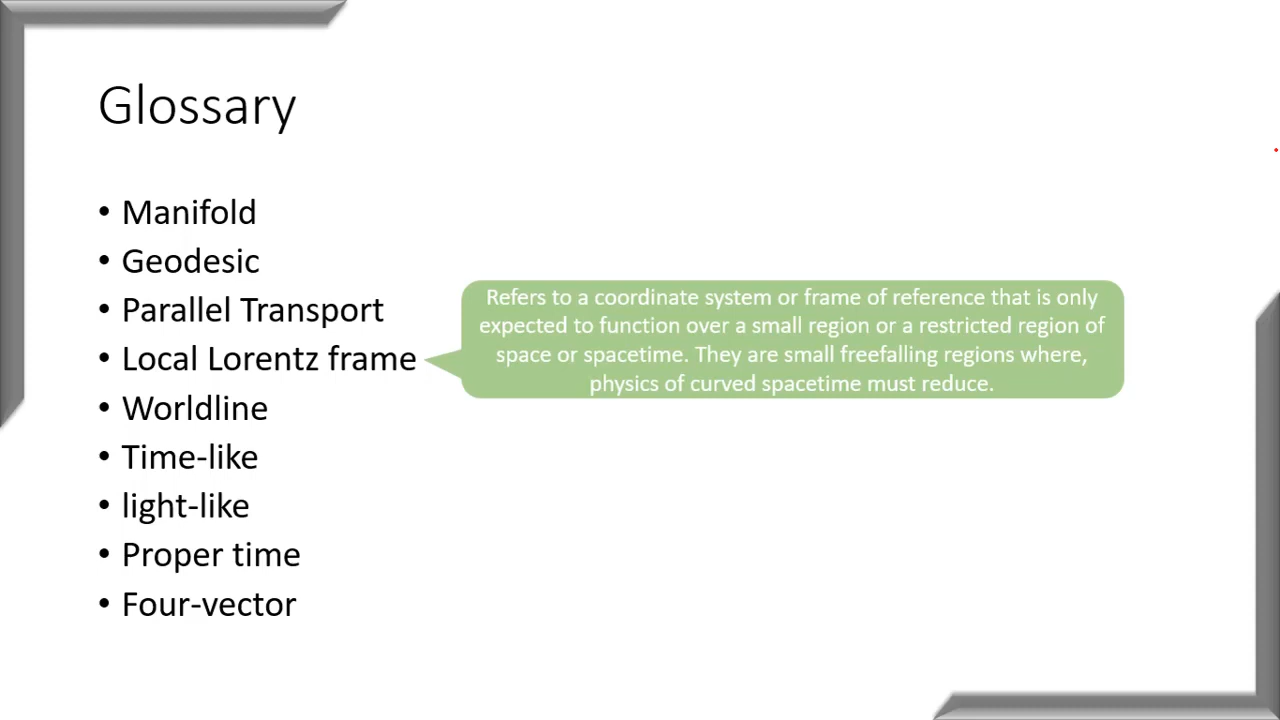 Glossary
• Manifold
• Geodesic
• Parallel Transport
• Local Lorentz frame
Refers to a coordinate system or frame of reference that is only
expected to function over a small region or a restricted region of
space or spacetime. They are small freefalling regions where,
physics of curved spacetime must reduce.
• Worldline
• Time-like
• light-like
• Proper time
• Four-vector